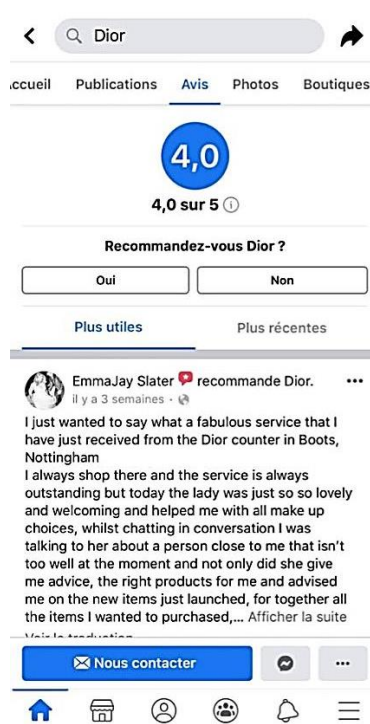 Dior
ccueil Publications Avis Photos Boutiques
4,0
4,0 sur 5
Recommandez-vous Dior ?
Oui Non
Plus utiles Plus récentes
EmmaJay Slater recommande Dior.
il y a 3 semaines
I just wanted to say what a fabulous service that I
have just received from the Dior counter in Boots,
Nottingham
I always shop there and the service is always
outstanding but today the lady was just so so lovely
and welcoming and helped me with all make up
choices, whilst chatting in conversation I was
talking to her about a person close to me that isn't
too well at the moment and not only did she give
me advice, the right products for me and advised
me on the new items just launched, for together all
the items I wanted to purchased,... Afficher la suite
Voir la traduction
Nous contacter